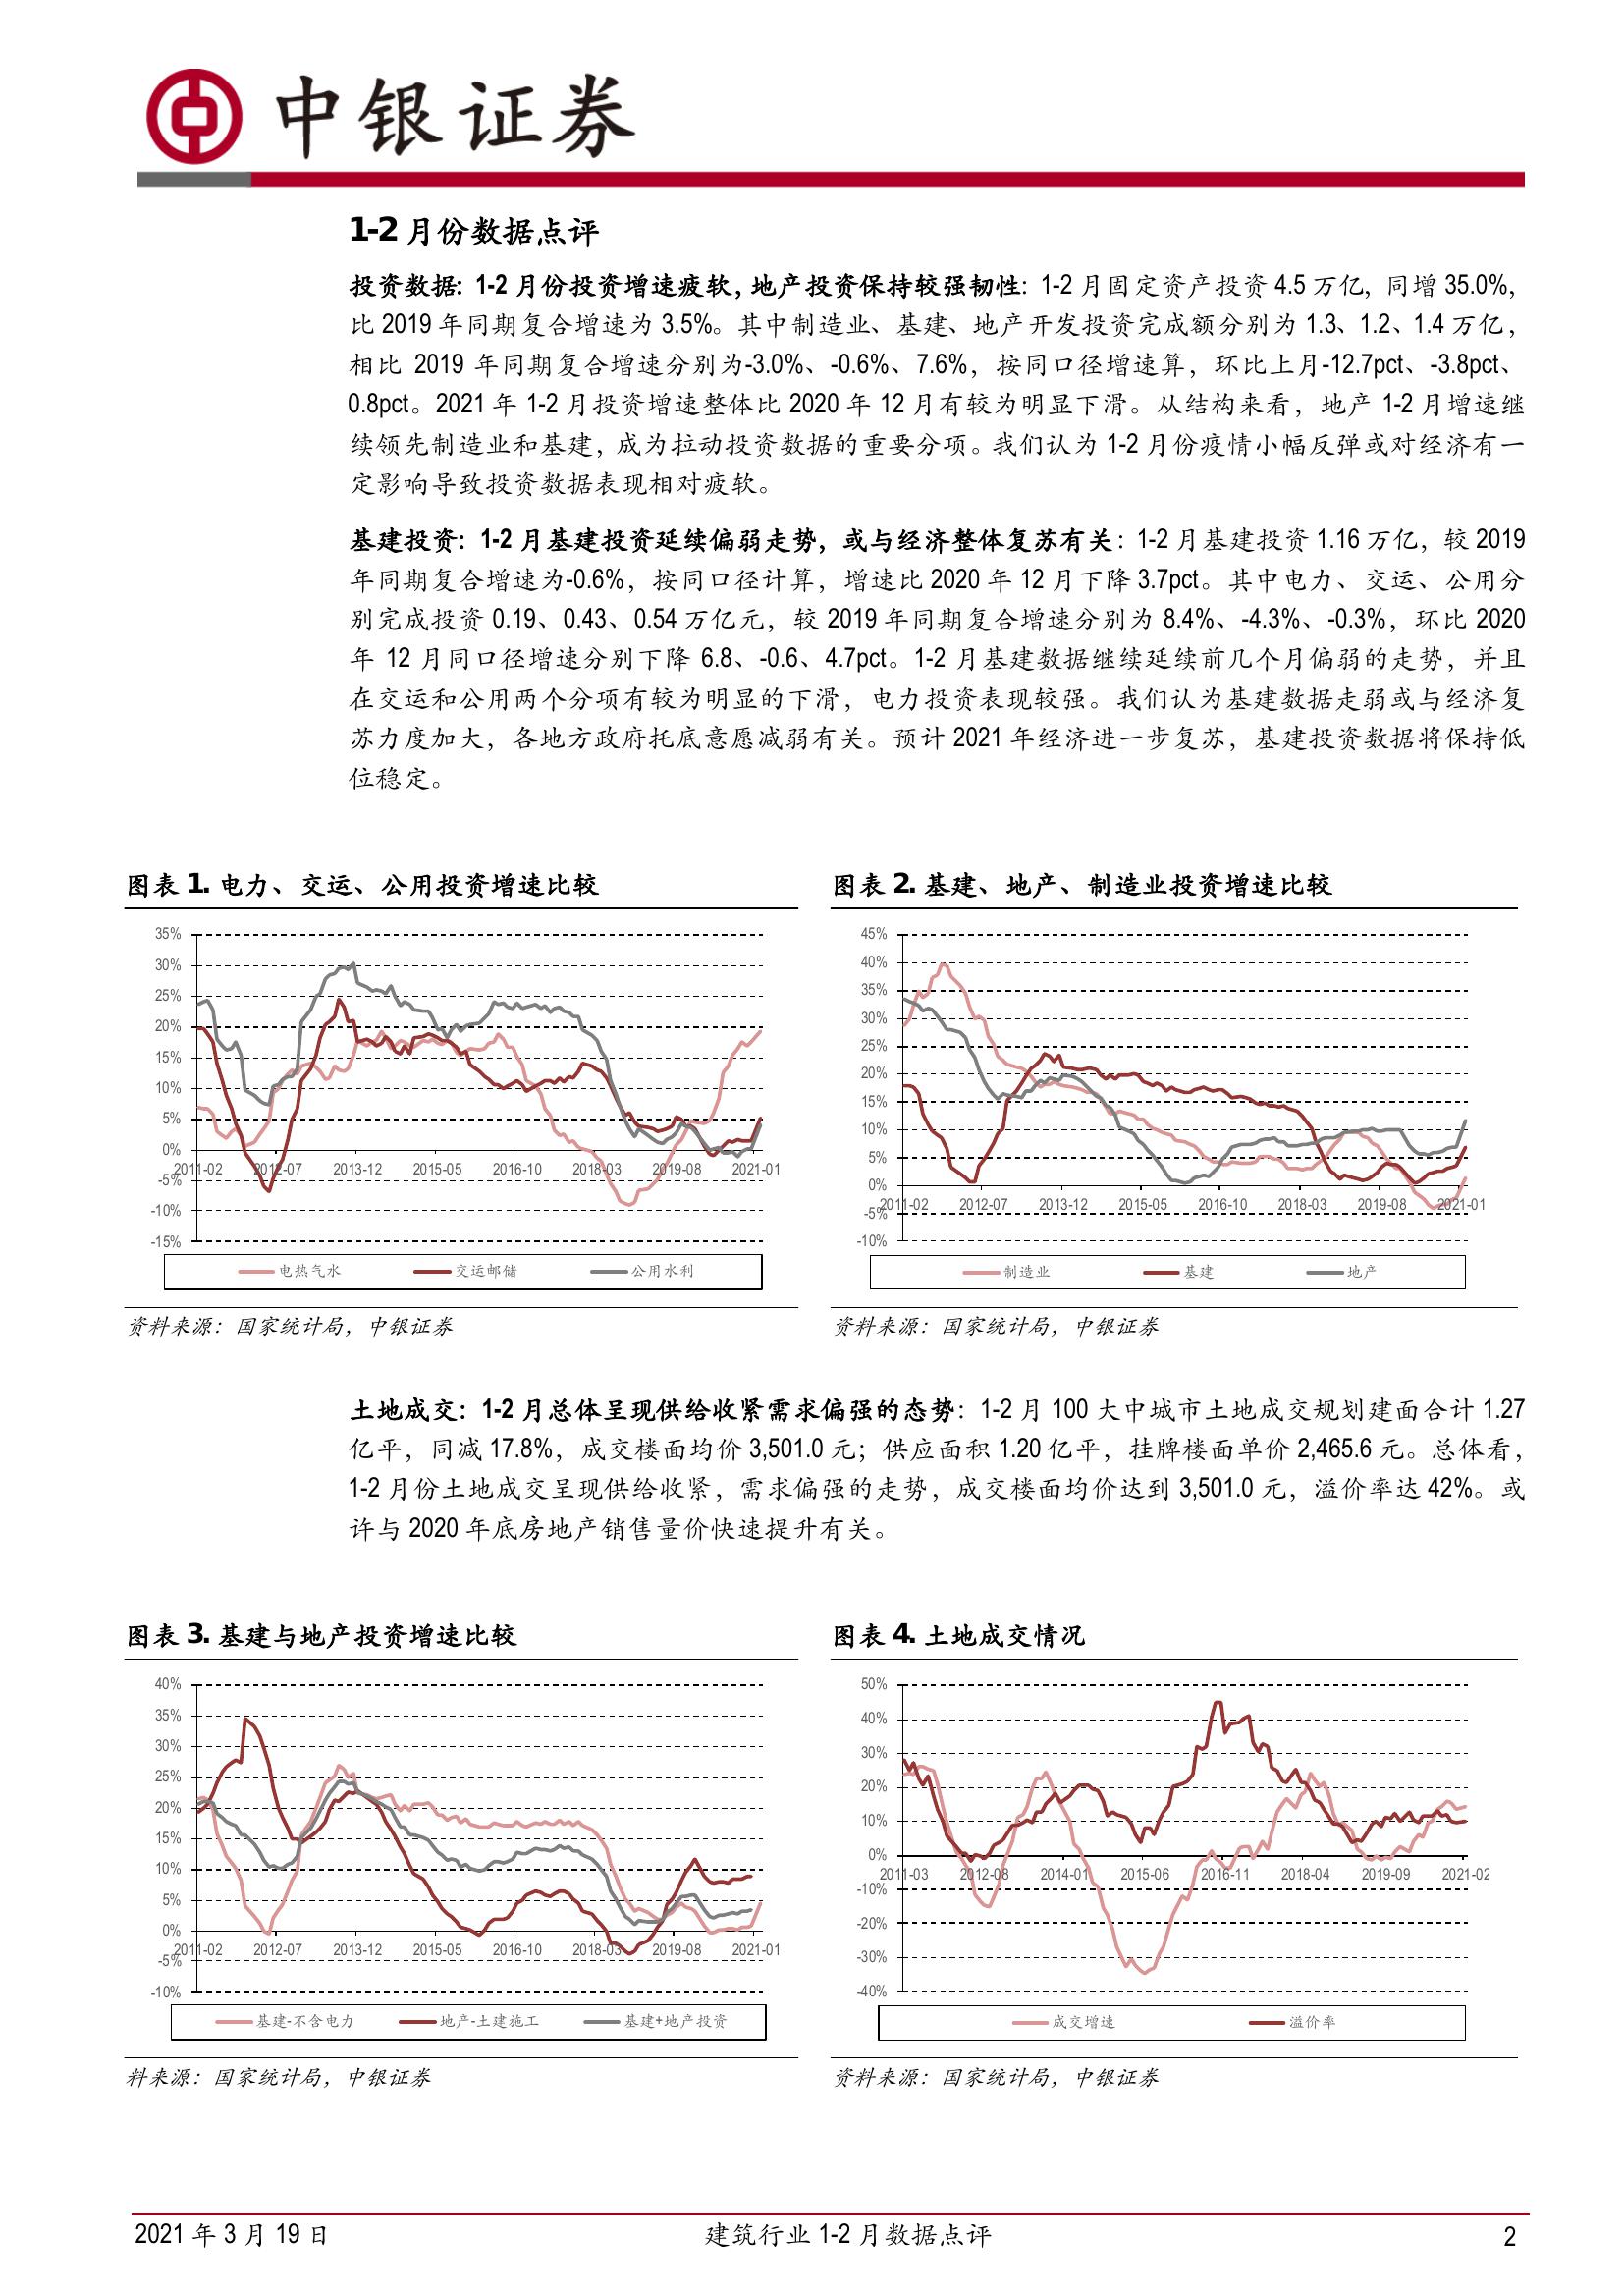 中银证券
1-2 月份数据点评
投资数据：1-2 月份投资增速疲软，地产投资保持较强韧性：1-2 月固定资产投资 4.5 万亿，同增 35.0%，
比 2019 年同期复合增速为 3.5%。其中制造业、基建、地产开发投资完成额分别为 1.3、1.2、1.4 万亿，
相比 2019 年同期复合增速分别为-3.0%、-0.6%、7.6%，按同口径增速算，环比上月-12.7pct、-3.8pct、
0.8pct。2021 年 1-2 月投资增速整体比 2020 年 12 月有较为明显下滑。从结构来看，地产 1-2 月增速继
续领先制造业和基建，成为拉动投资数据的重要分项。我们认为 1-2 月份疫情小幅反弹或对经济有一
定影响导致投资数据表现相对疲软。
基建投资：1-2 月基建投资延续偏弱走势，或与经济整体复苏有关：1-2 月基建投资 1.16 万亿，较 2019
年同期复合增速为-0.6%，按同口径计算，增速比 2020 年 12 月下降 3.7pct。其中电力、交运、公用分
别完成投资 0.19、0.43、0.54 万亿元，较 2019 年同期复合增速分别为 8.4%、-4.3%、-0.3%，环比 2020
年 12 月同口径增速分别下降 6.8、-0.6、4.7pct。1-2 月基建数据继续延续前几个月偏弱的走势，并且
在交运和公用两个分项有较为明显的下滑，电力投资表现较强。我们认为基建数据走弱或与经济复
苏力度加大，各地方政府托底意愿减弱有关。预计 2021 年经济进一步复苏，基建投资数据将保持低
位稳定。
图表 1. 电力、交运、公用投资增速比较
35%
30%
25%
20%
15%
10%
5%
0%
-5%
-10%
-15%
2011-02 2012-07 2013-12 2015-05 2016-10 2018-03 2019-08 2021-01
电热气水 交运邮储 公用水利
资料来源：国家统计局，中银证券
图表 2. 基建、地产、制造业投资增速比较
45%
40%
35%
30%
25%
20%
15%
10%
5%
0%
-5%
-10%
2011-02 2012-07 2013-12 2015-05 2016-10 2018-03 2019-08 2021-01
制造业 基建 地产
资料来源：国家统计局，中银证券
土地成交：1-2 月总体呈现供给收紧需求偏强的态势：1-2 月 100 大中城市土地成交规划建面合计 1.27
亿平，同减 17.8%，成交楼面均价 3,501.0 元；供应面积 1.20 亿平，挂牌楼面单价 2,465.6 元。总体看，
1-2 月份土地成交呈现供给收紧，需求偏强的走势，成交楼面均价达到 3,501.0 元，溢价率达 42%。或
许与 2020 年底房地产销售量价快速提升有关。
图表 3. 基建与地产投资增速比较
40%
35%
30%
25%
20%
15%
10%
5%
0%
-5%
-10%
2011-02 2012-07 2013-12 2015-05 2016-10 2018-03 2019-08 2021-01
基建-不含电力 地产-土建施工 基建+地产投资
料来源：国家统计局，中银证券
图表 4. 土地成交情况
50%
40%
30%
20%
10%
0%
-10%
-20%
-30%
-40%
2011-03 2012-08 2014-01 2015-06 2016-11 2018-04 2019-09 2021-02
成交增速 溢价率
资料来源：国家统计局，中银证券
2021 年 3 月 19 日 建筑行业 1-2 月数据点评 2